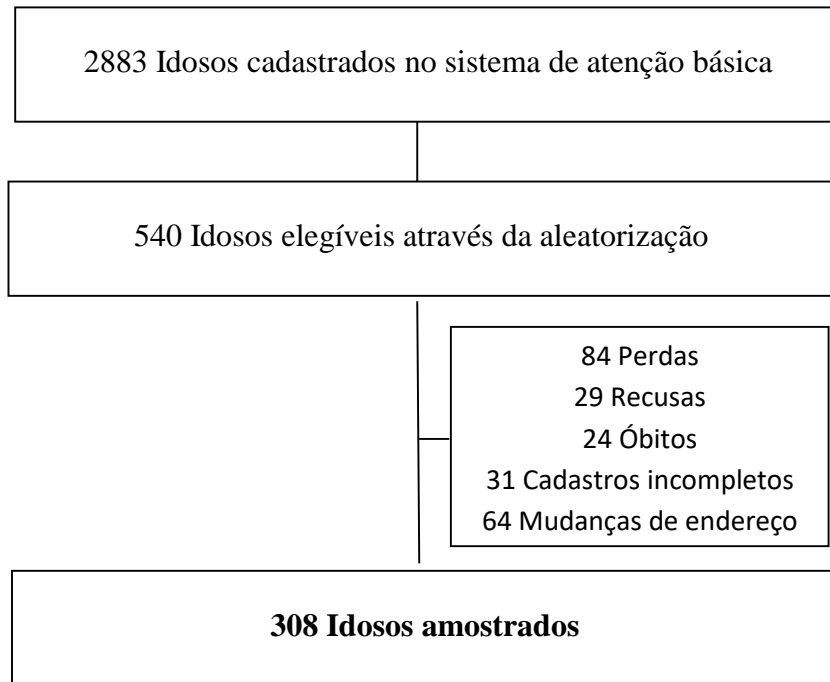 2883 Idosos cadastrados no sistema de atenção básica
540 Idosos elegíveis através da aleatorização
84 Perdas
29 Recusas
24 Óbitos
31 Cadastros incompletos
64 Mudanças de endereço
308 Idosos amostrados